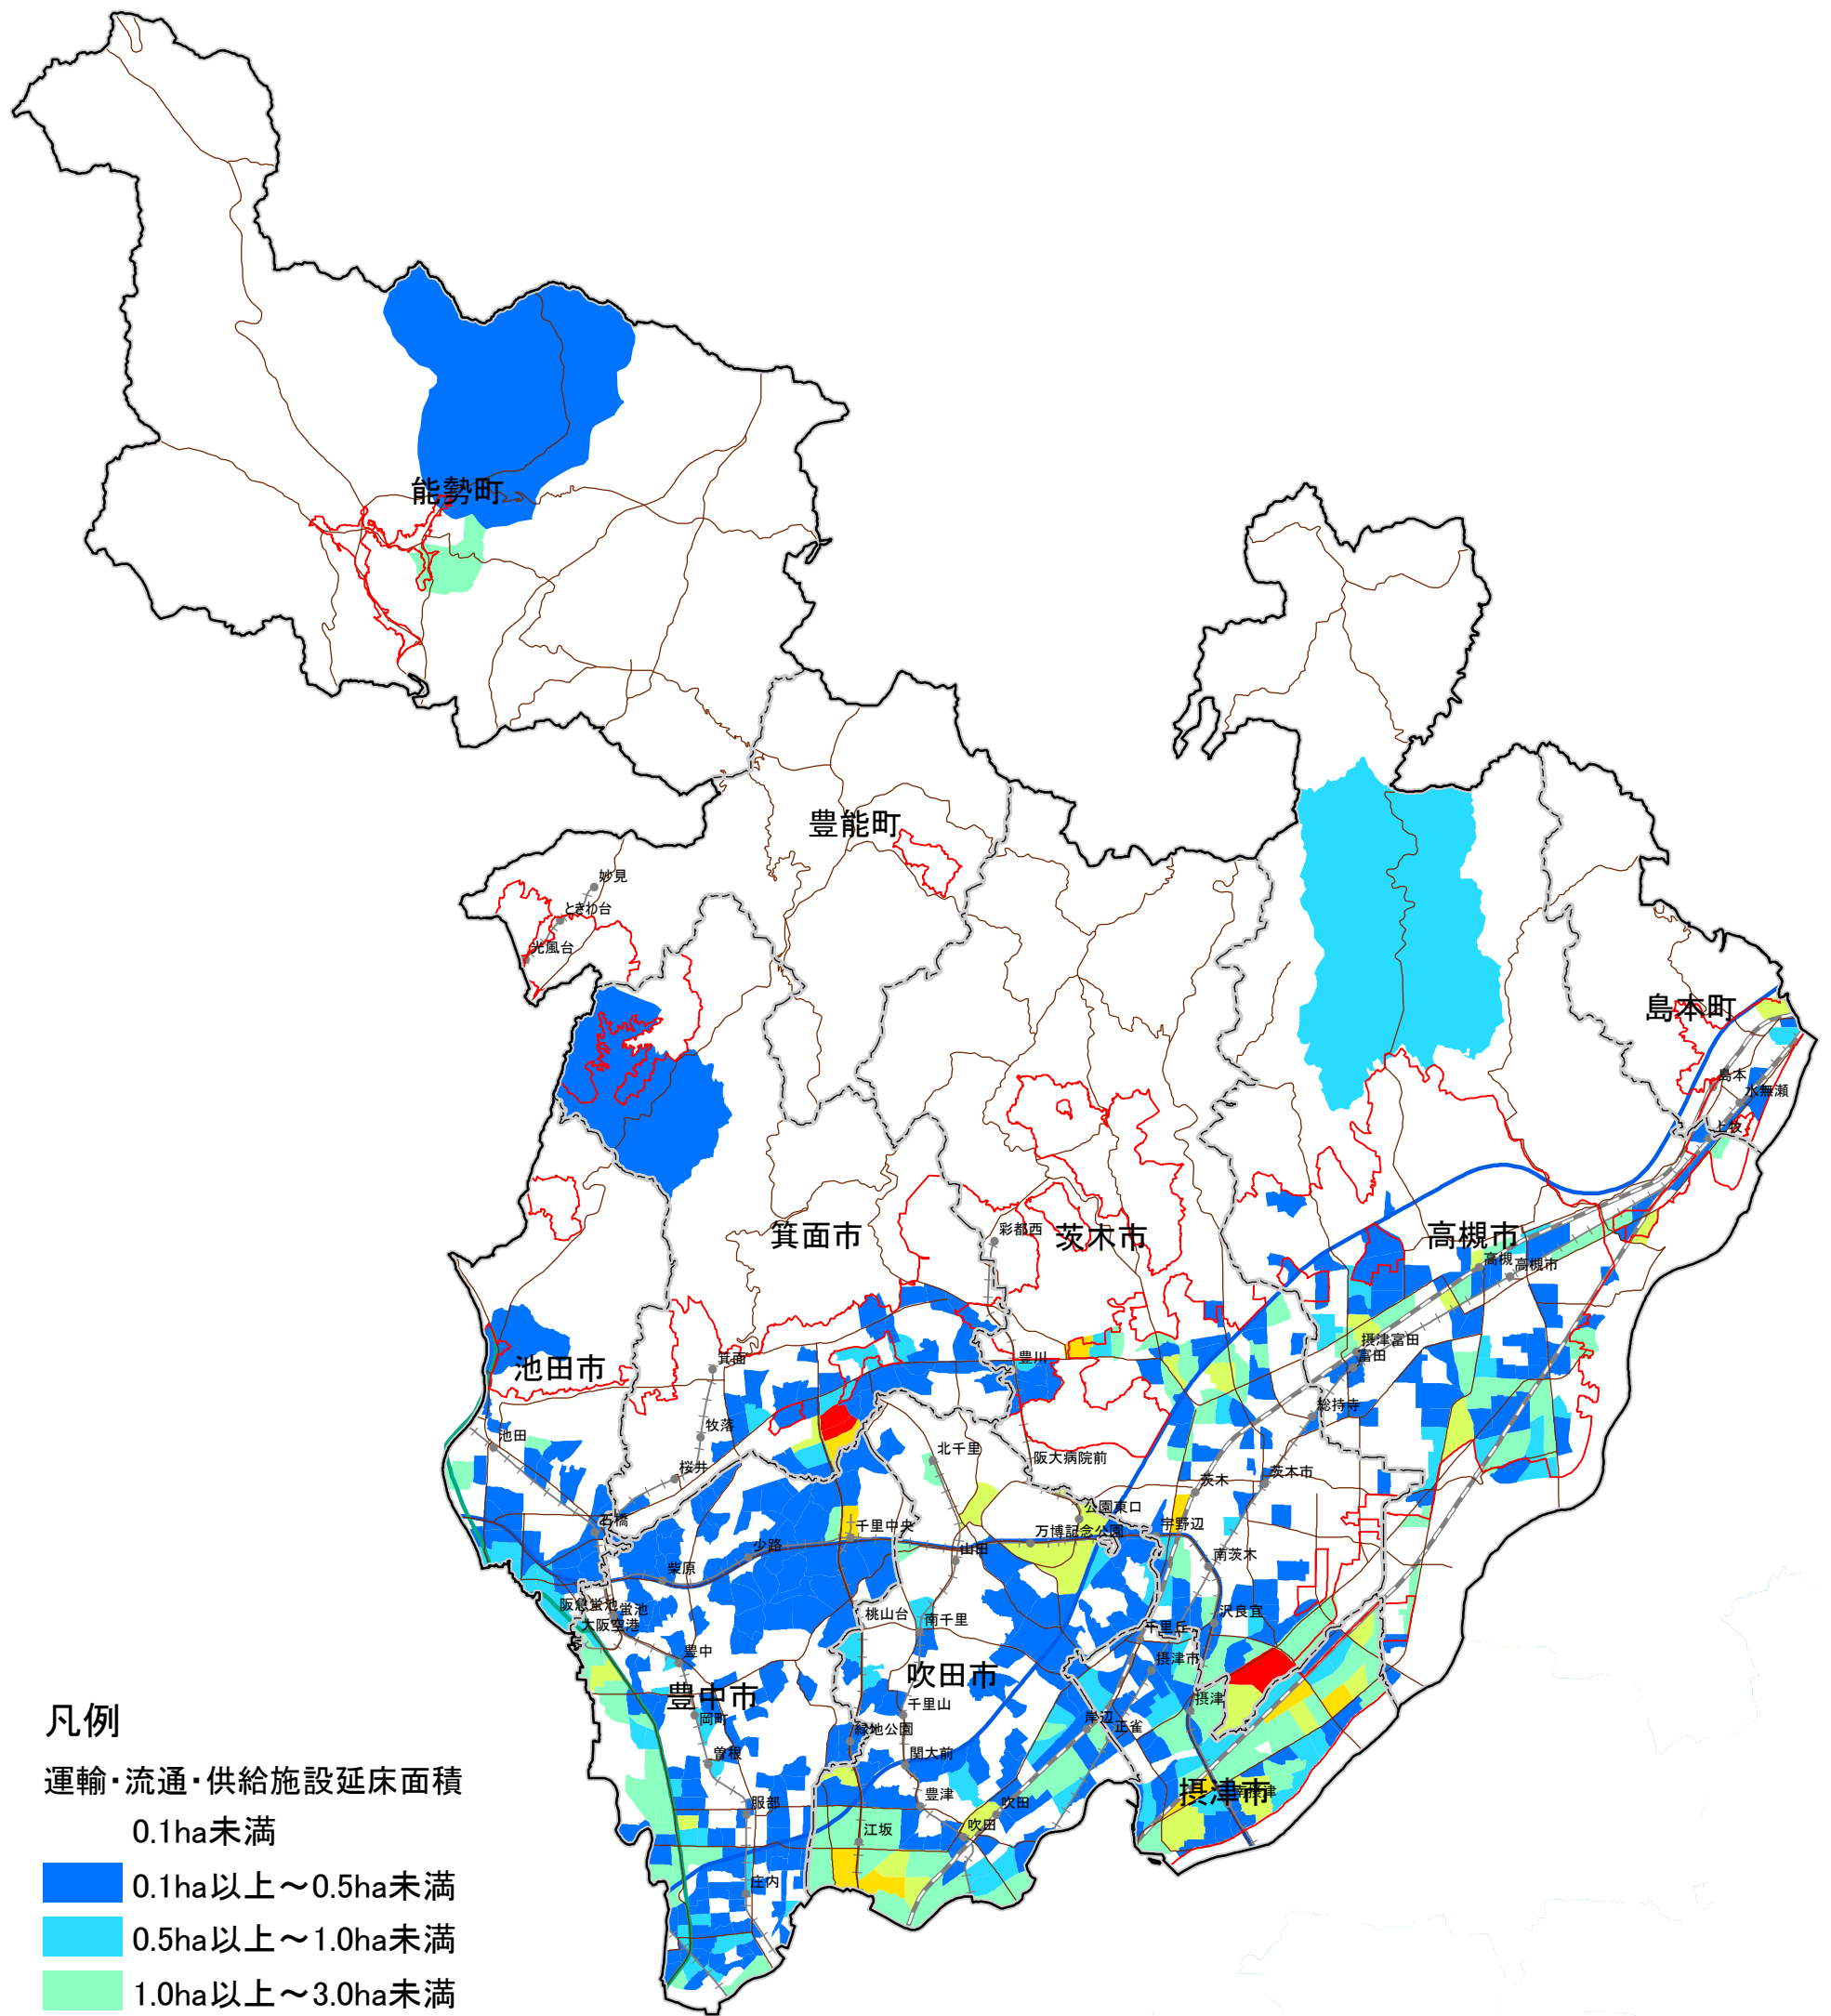 能勢町
豊能町
妙見
ときわ台
光風台
島本町
島本
水無瀬
上牧
箕面市
彩都西
茨木市
高槻市
高槻
高槻市
摂津富田
富田
豊川
池田市
箕面
総持寺
牧落
池田
北千里
阪大病院前
桜井
茨木
茨木市
公園東口
石橋
千里中央
万博記念公園
宇野辺
少路
山田
南茨木
柴原
阪急蛍池
蛍池
大阪空港
桃山台
南千里
沢良宜
千里丘
豊中
吹田市
摂津市
豊中市
千里山
摂津
岡町
緑地公園
岸辺
正雀
曽根
関大前
摂津市
南摂津
豊津
服部
吹田
江坂
吹田
庄内
凡例
運輸・流通・供給施設延床面積
0.1ha未満
0.1ha以上～0.5ha未満
0.5ha以上～1.0ha未満
1.0ha以上～3.0ha未満